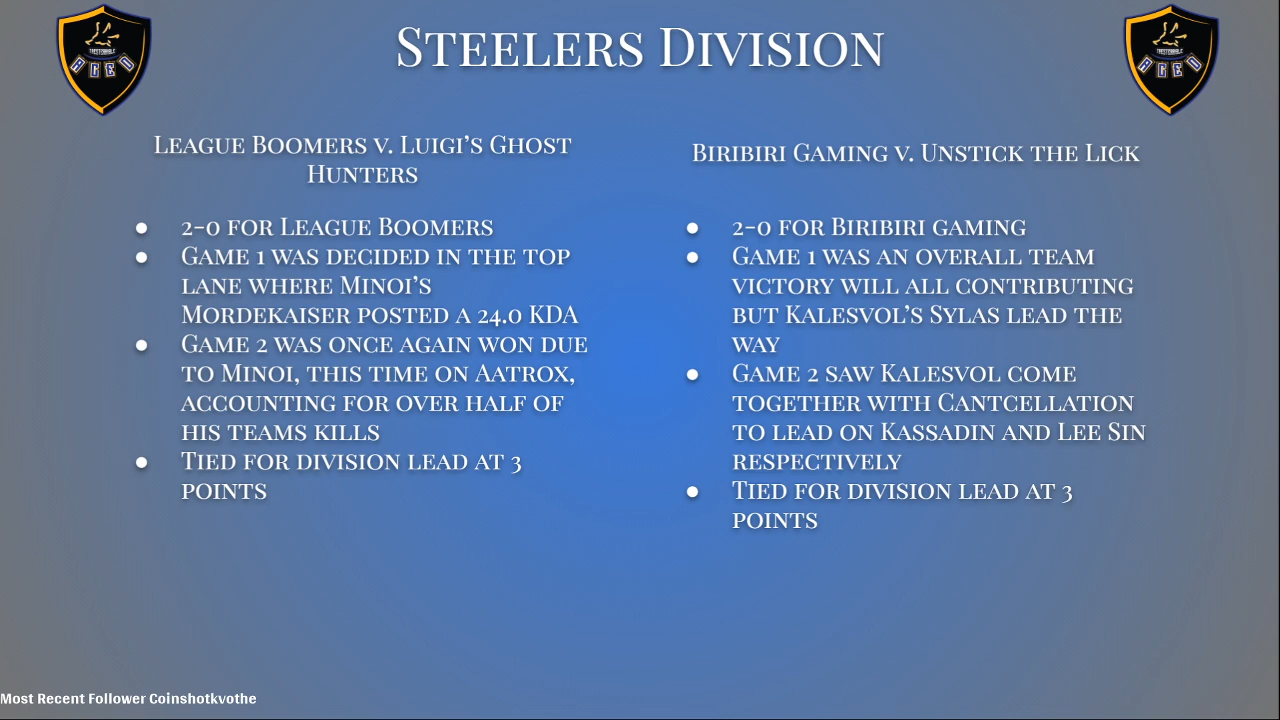 Steelers Division
League Boomers v. Luigi's Ghost
Hunters
● 2-0 for League Boomers
● Game 1 was decided in the top
lane where Minoi's
Mordekaiser posted a 24.0 KDA
● Game 2 was once again won due
to Minoi, this time on Aatrox,
accounting for over half of
his teams kills
● Tied for division lead at 3
points
Biribiri Gaming v. Unstick the Lick
● 2-0 for Biribiri gaming
● Game 1 was an overall team
victory will all contributing
but Kalesvol's Sylas lead the
way
● Game 2 saw Kalesvol come
together with Cantcellation
to lead on Kassadin and Lee Sin
respectively
● Tied for division lead at 3
points
Most Recent Follower Coinshotkvothe